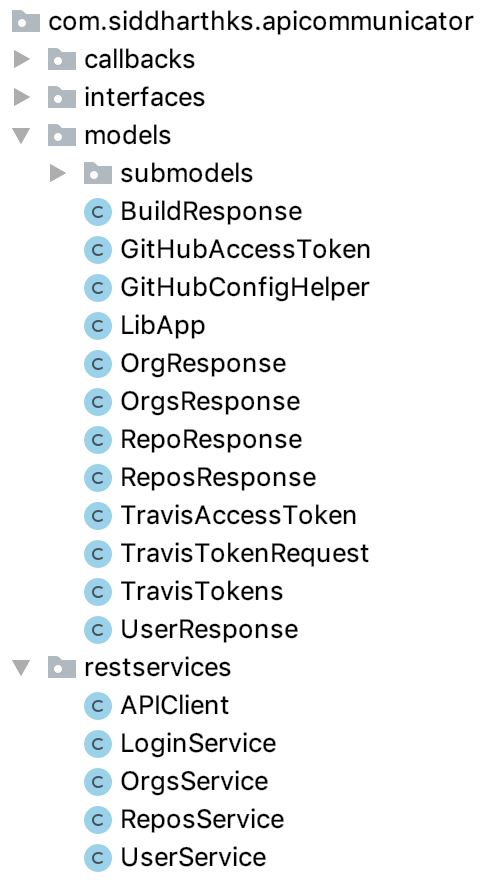 com.siddharthks.apicommunicator
callbacks
interfaces
models
submodels
C BuildResponse
C GitHubAccessToken
C GitHubConfigHelper
C LibApp
C OrgResponse
C OrgsResponse
C RepoResponse
C ReposResponse
C TravisAccessToken
C TravisTokenRequest
C TravisTokens
C UserResponse
restservices
C APIClient
C LoginService
C OrgsService
C ReposService
C UserService